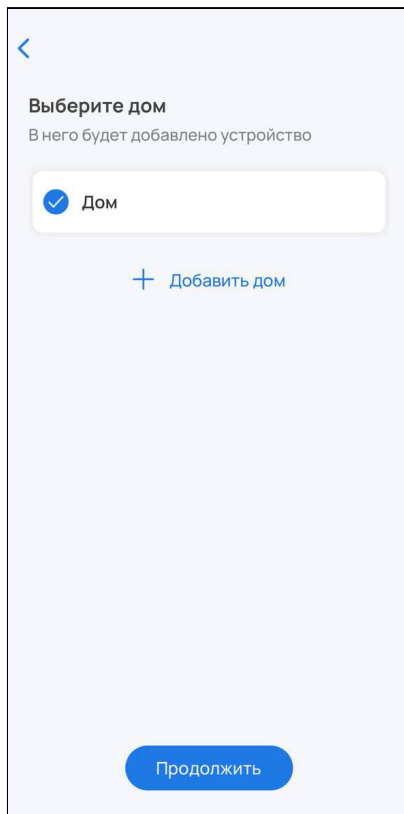 Выберите дом
В него будет добавлено устройство
Дом
Добавить дом
Продолжить